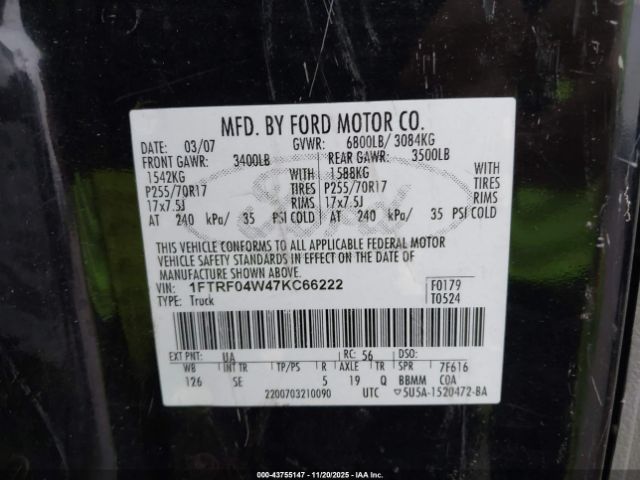 MFD. BY FORD MOTOR CO.
DATE: 03/07 GVWR: 6800LB/ 3084KG
FRONT GAWR: 3400LB REAR GAWR: 3500LB
1542KG WITH 1588KG WITH
P255/70R17 TIRES P255/70R17 TIRES
17x7.5J RIMS 17x7.5J RIMS
AT 240 kPa/ 35 PSI COLD AT 240 kPa/ 35 PSI COLD
Ford
THIS VEHICLE CONFORMS TO ALL APPLICABLE FEDERAL MOTOR
VEHICLE SAFETY STANDARDS IN EFFECT ON THE DATE OF
MANUFACTURE SHOWN ABOVE.
VIN: 1FTRF04W47KC66222 F0179
TYPE: Truck T0524
EXT PNT: UA RC: 56 DSO:
WB INT TR TP/PS R AXLE TR SPR 7F616
126 SE 5 19 Q BBMM COA
2200703210090 UTC 5U5A-1520472-BA
© 2025 - 43755147 - 11/20/2025 - IAA Inc.